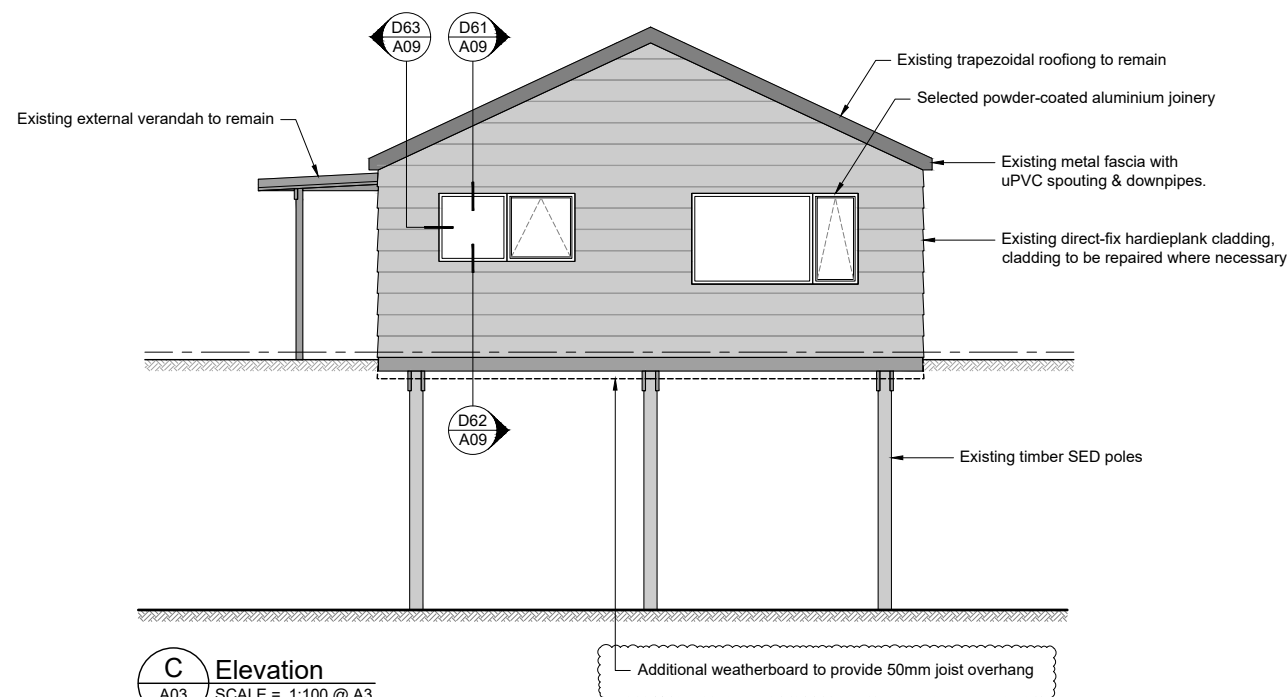 D63
A09
D61
A09
Existing trapezoidal roofiong to remain
Selected powder-coated aluminium joinery
Existing external verandah to remain
Existing metal fascia with
uPVC spouting & downpipes.
Existing direct-fix hardieplank cladding,
cladding to be repaired where necessary
D62
A09
Existing timber SED poles
C
A03
Elevation
SCALE = 1:100 @ A3
Additional weatherboard to provide 50mm joist overhang